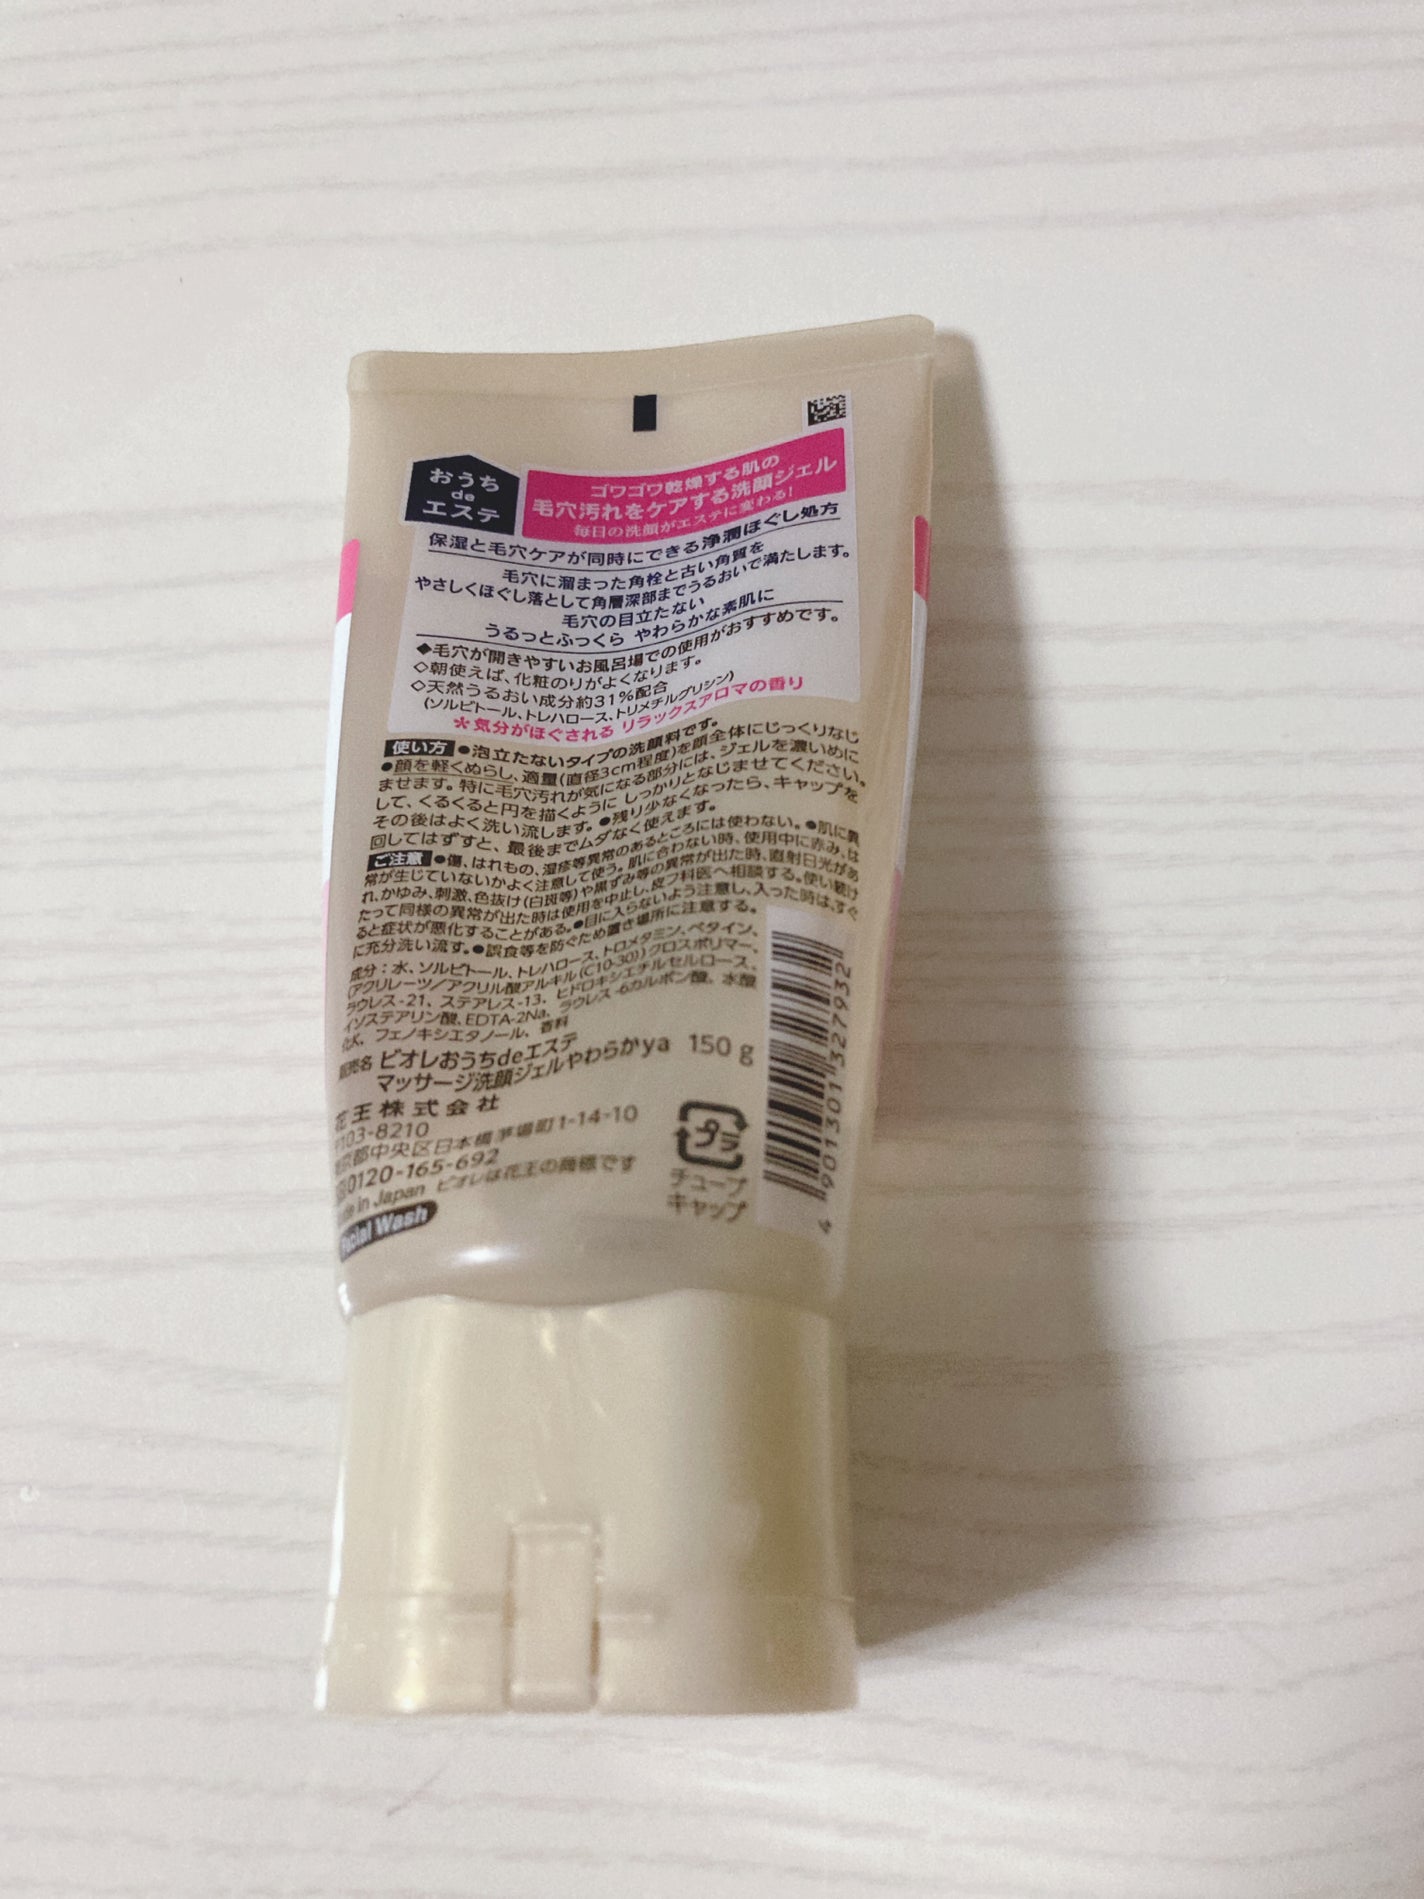 おうち
de
エステ
ゴワゴワ乾燥する肌の
毛穴汚れをケアする洗顔ジェル
毎日の洗顔がエステに変わる!
保湿と毛穴ケアが同時にできる浄潤ほぐし処方
毛穴に溜まった角栓と古い角質を
やさしくほぐし落として角層深部までうるおいで満たします。
毛穴の目立たない
うるっとふっくら やわらかな素肌に
◆毛穴が開きやすいお風呂場での使用がおすすめです。
◇朝使えば、化粧のりがよくなります。
◇天然うるおい成分約31%配合
(ソルビトール、トレハロース、トリメチルグリシン)
*気分がほぐされる リラックスアロマの香り
使い方 ●泡立たないタイプの洗顔料です。
●顔を軽くぬらし、適量(直径3cm程度)を顔全体にじっくりなじ
ませます。特に毛穴汚れが気になる部分には、ジェルを濃いめに
して、くるくると円を描くように しっかりとなじませてください。
その後はよく洗い流します。●残り少なくなったら、キャップを
回してはずすと、最後までムダなく使えます。
ご注意 ●傷、はれもの、湿疹等異常のあるところには使わない。●肌に異
常が生じていないかよく注意して使う。肌に合わない時、使用中に赤み、は
れ、かゆみ、刺激、色抜け(白斑等)や黒ずみ等の異常が出た時、直射日光があ
たって同様の異常が出た時は使用を中止し、皮フ科医へ相談する。使い続け
ると症状が悪化することがある。●目に入らないよう注意し、入った時は、すぐ
に充分洗い流す。●誤食等を防ぐため置き場所に注意する。
成分:水、ソルビトール、トレハロース、トロメタミン、ベタイン、
(アクリレーツ/アクリル酸アルキル(C10-30))クロスポリマー、
ラウレス-21、ステアレス-13、ヒドロキシエチルセルロース、
イソステアリン酸、EDTA-2Na、ラウレス-6カルボン酸、水酸
化K、フェノキシエタノール、香料
販売名 ビオレおうちdeエステ
マッサージ洗顔ジェルやわらかya 150 g
花王株式会社
〒103-8210
東京都中央区日本橋茅場町1-14-10
0120-165-692
Made in Japan ビオレは花王の商標です
Facial Wash
プラ
チューブ
キャップ
4 901301 327932